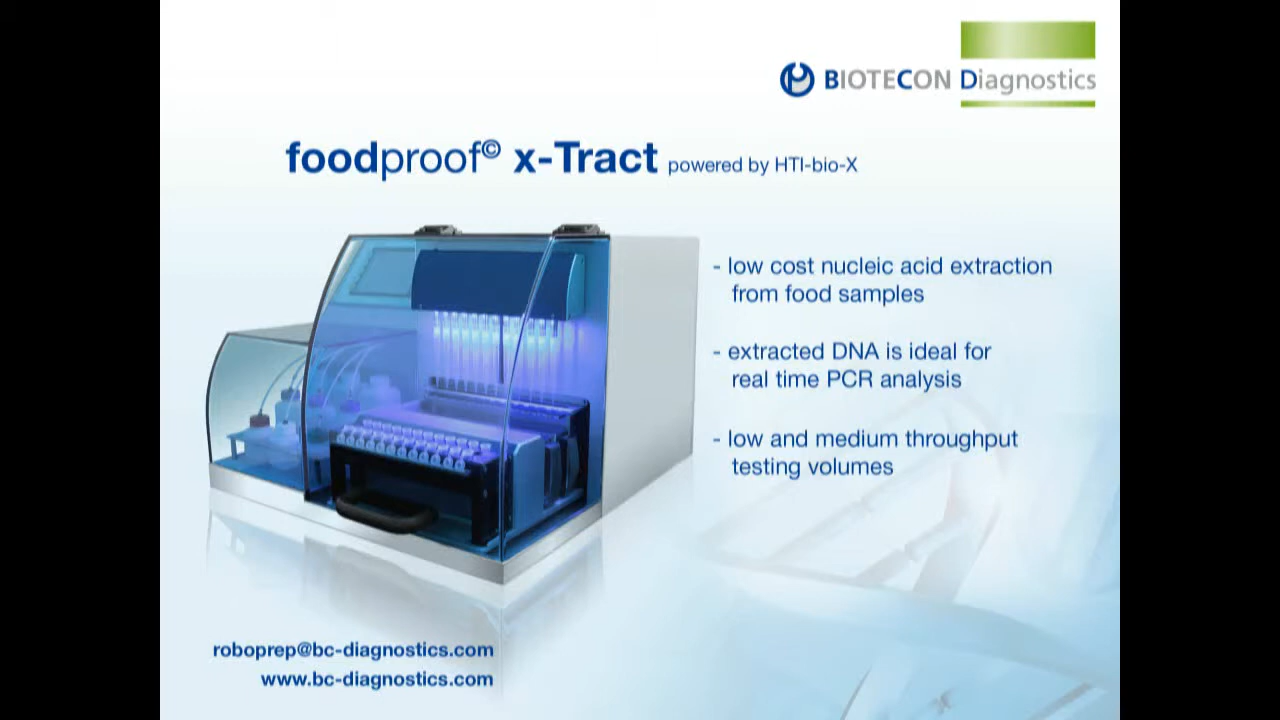 BIOTECON Diagnostics
foodproof© x-Tract powered by HTI-bio-X
- low cost nucleic acid extraction
from food samples
- extracted DNA is ideal for
real time PCR analysis
- low and medium throughput
testing volumes
roboprep@bc-diagnostics.com
www.bc-diagnostics.com